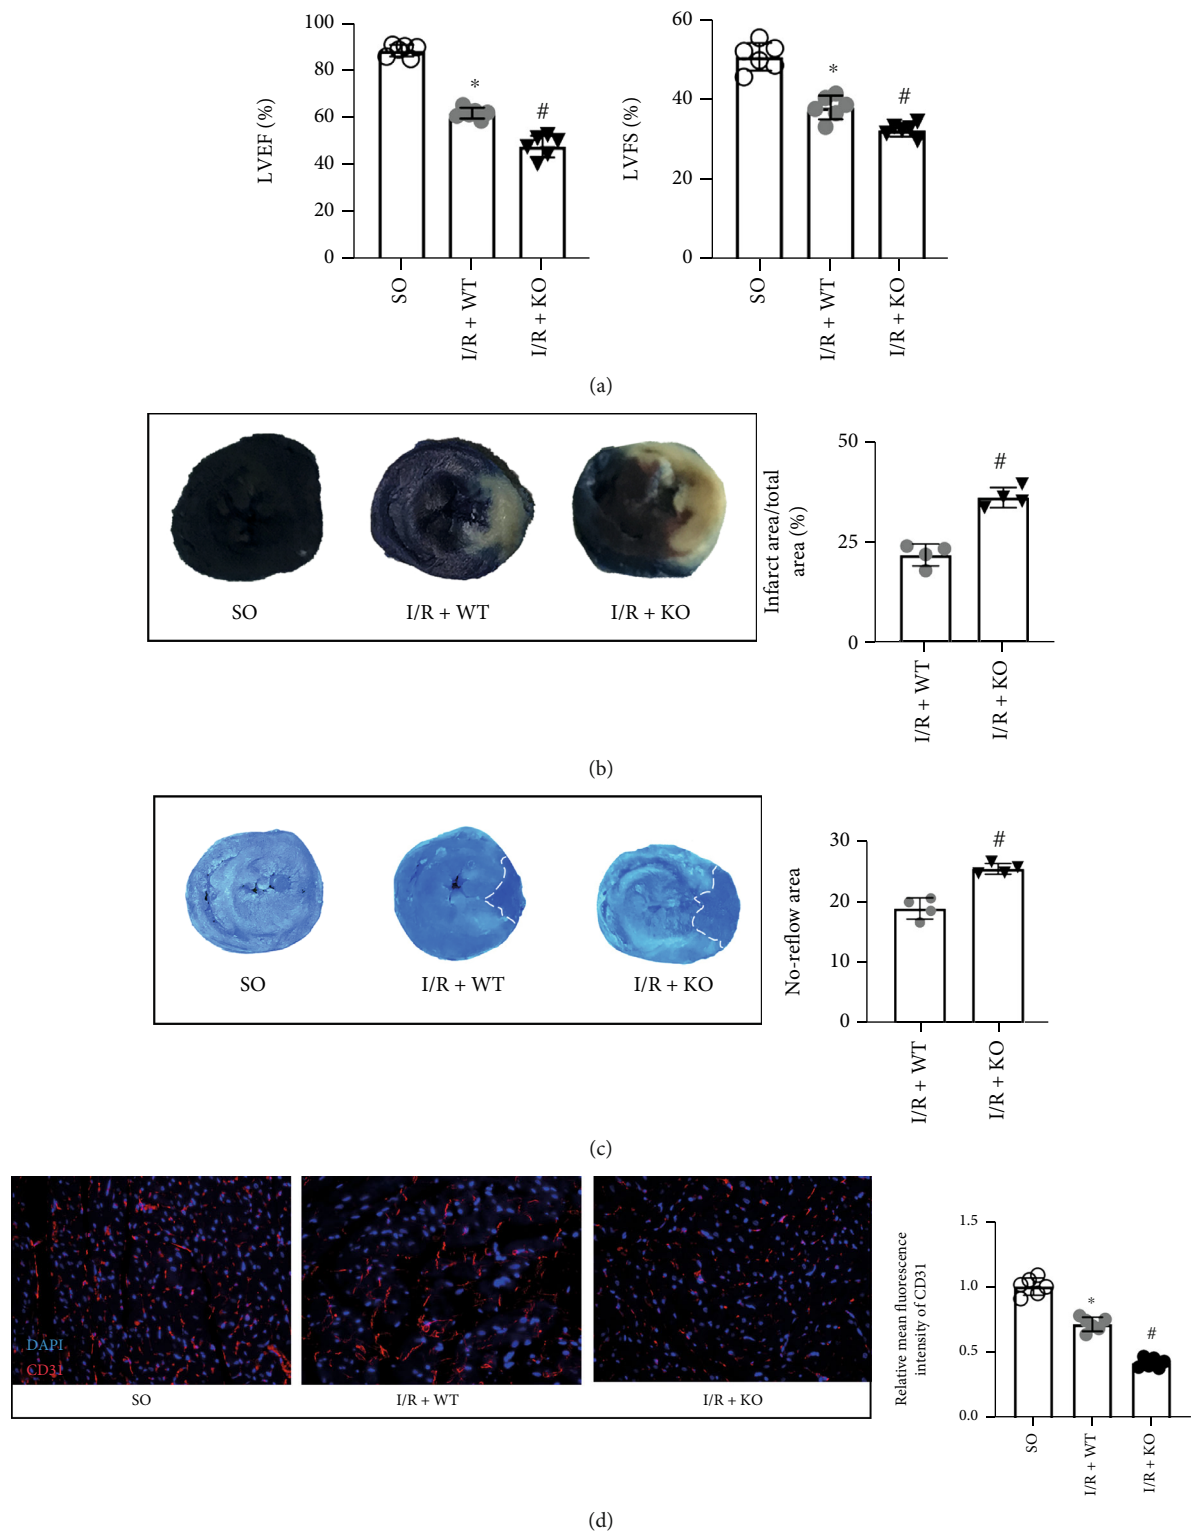 100
80
60
40
20
0
LVEF (%)
*
#
SO
I/R + WT
I/R + KO
60
40
20
0
LVFS (%)
*
#
SO
I/R + WT
I/R + KO
(a)
SO
I/R + WT
I/R + KO
Infarct area/total
area (%)
50
25
0
#
I/R + WT
I/R + KO
(b)
SO
I/R + WT
I/R + KO
No-reflow area
30
20
10
0
#
I/R + WT
I/R + KO
(c)
DAPI
CD31
SO
I/R + WT
I/R + KO
Relative mean fluorescence
intensity of CD31
1.5
1.0
0.5
0.0
*
#
SO
I/R + WT
I/R + KO
(d)